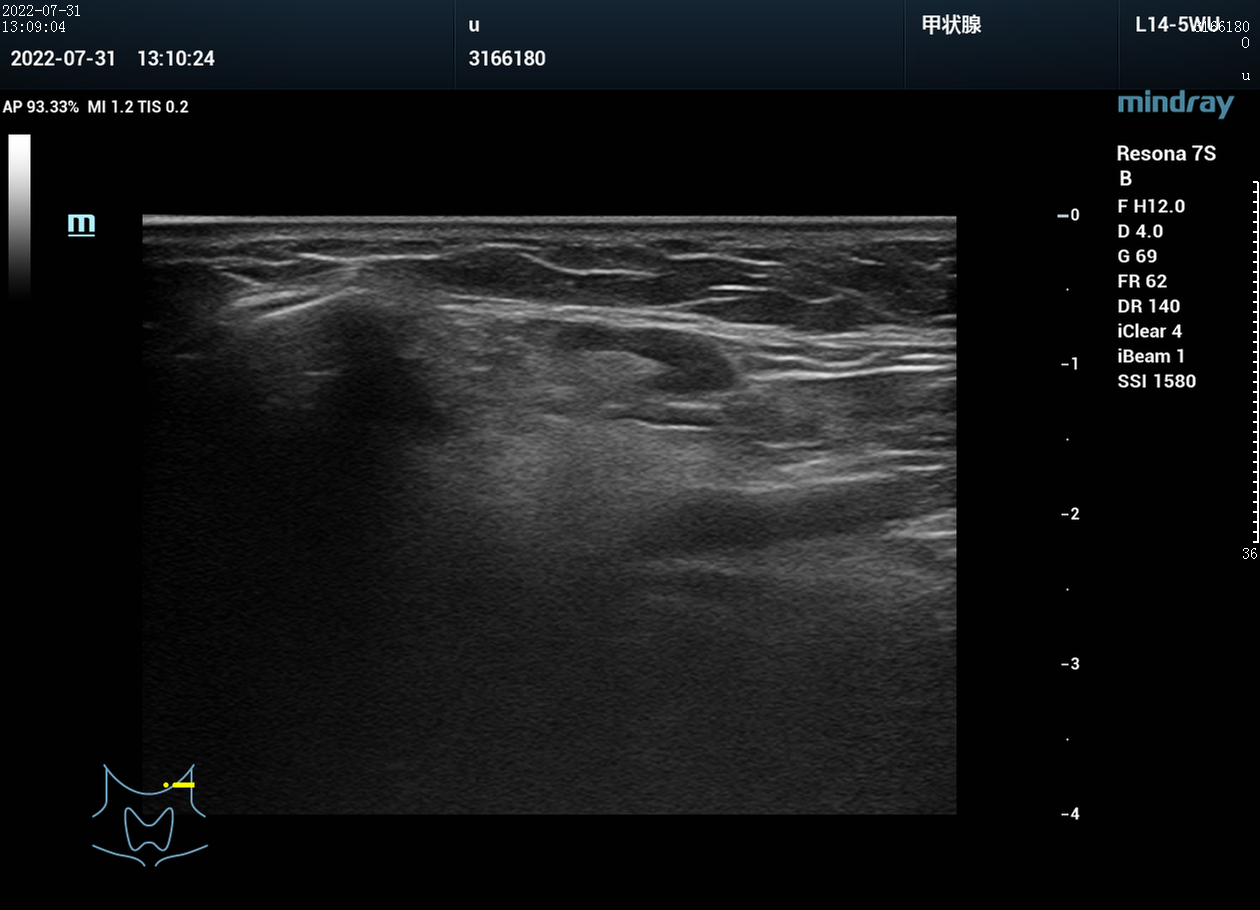 2022-07-31
13:09:04
2022-07-31 13:10:24
u
3166180
甲状腺
L14-5WU
3166180
0
u
AP 93.33% MI 1.2 TIS 0.2
mindray
m
Resona 7S
B
F H12.0
D 4.0
G 69
FR 62
DR 140
iClear 4
iBeam 1
SSI 1580
0
-1
-2
-3
-4
36